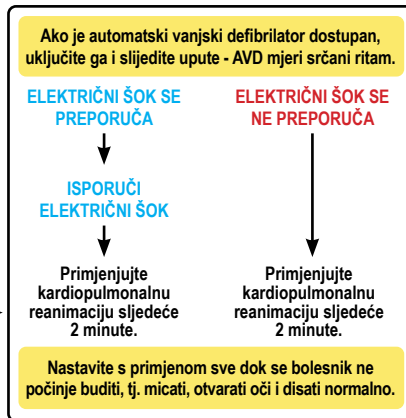 Ako je automatski vanjski defibrilator dostupan,
uključite ga i slijedite upute - AVD mjeri srčani ritam.
ELEKTRIČNI ŠOK SE
PREPORUČA
ISPORUČI
ELEKTRIČNI ŠOK
Primjenjujte
kardiopulmonalnu
reanimaciju sljedeće
2 minute.
ELEKTRIČNI ŠOK SE
NE PREPORUČA
Primjenjujte
kardiopulmonalnu
reanimaciju sljedeće
2 minute.
Nastavite s primjenom sve dok se bolesnik ne
počinje buditi, tj. micati, otvarati oči i disati normalno.